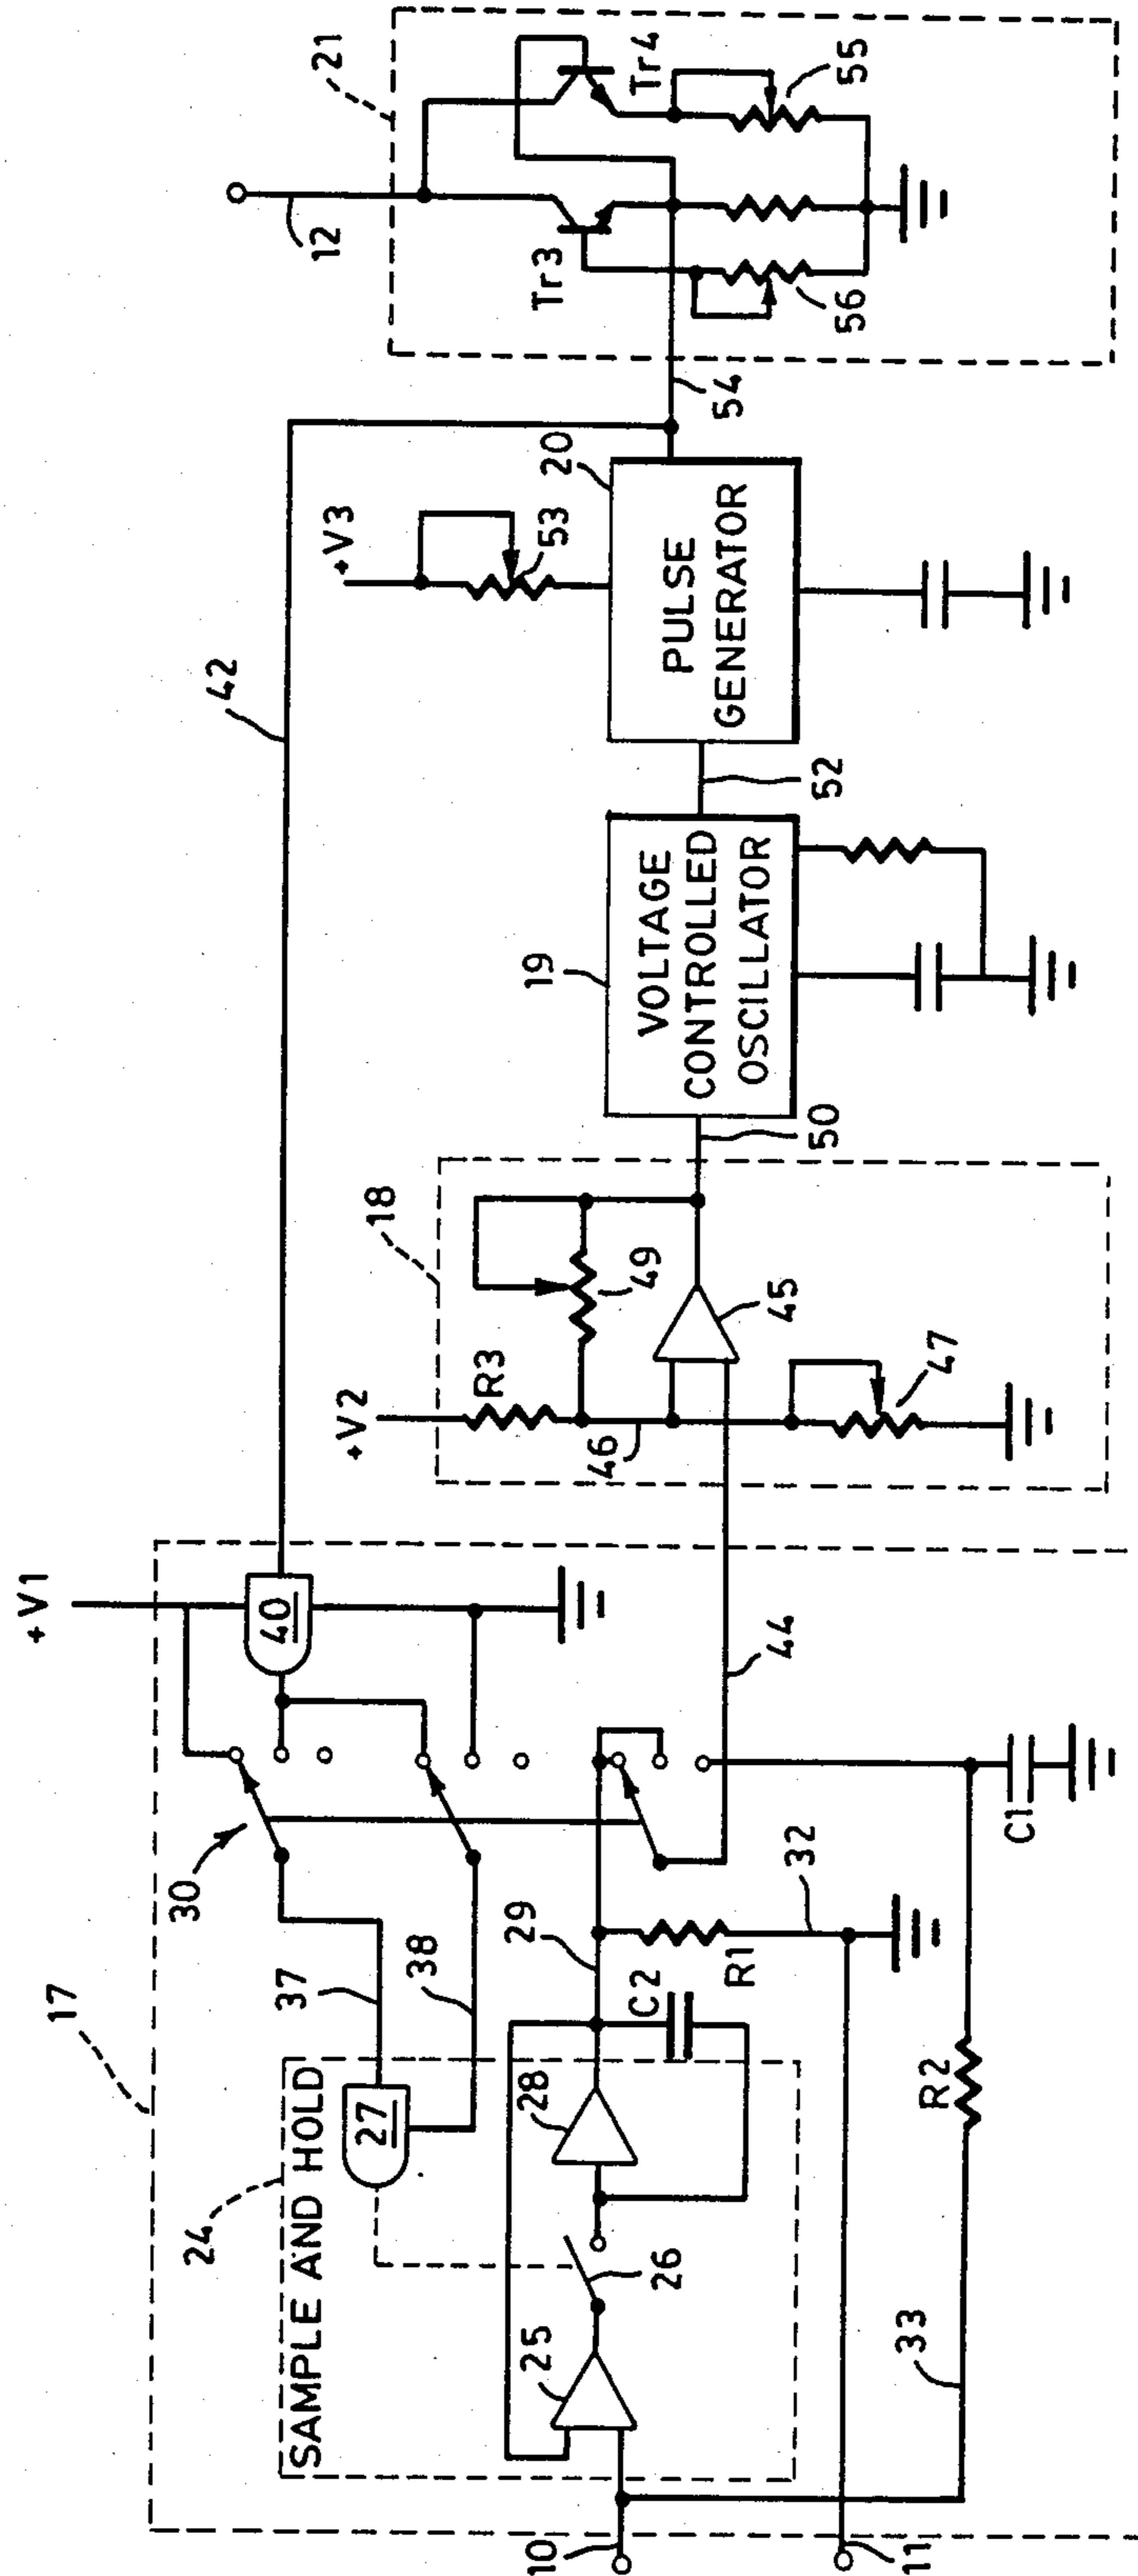 17
24
SAMPLE AND HOLD
27
37
38
30
+V1
40
42
10
11
25
26
28
29
C2
R1
32
33
R2
C1
44
18
+V2
R3
46
49
45
47
50
19
VOLTAGE
CONTROLLED
OSCILLATOR
52
+V3
53
20
PULSE
GENERATOR
54
12
21
Tr3
Tr4
56
55